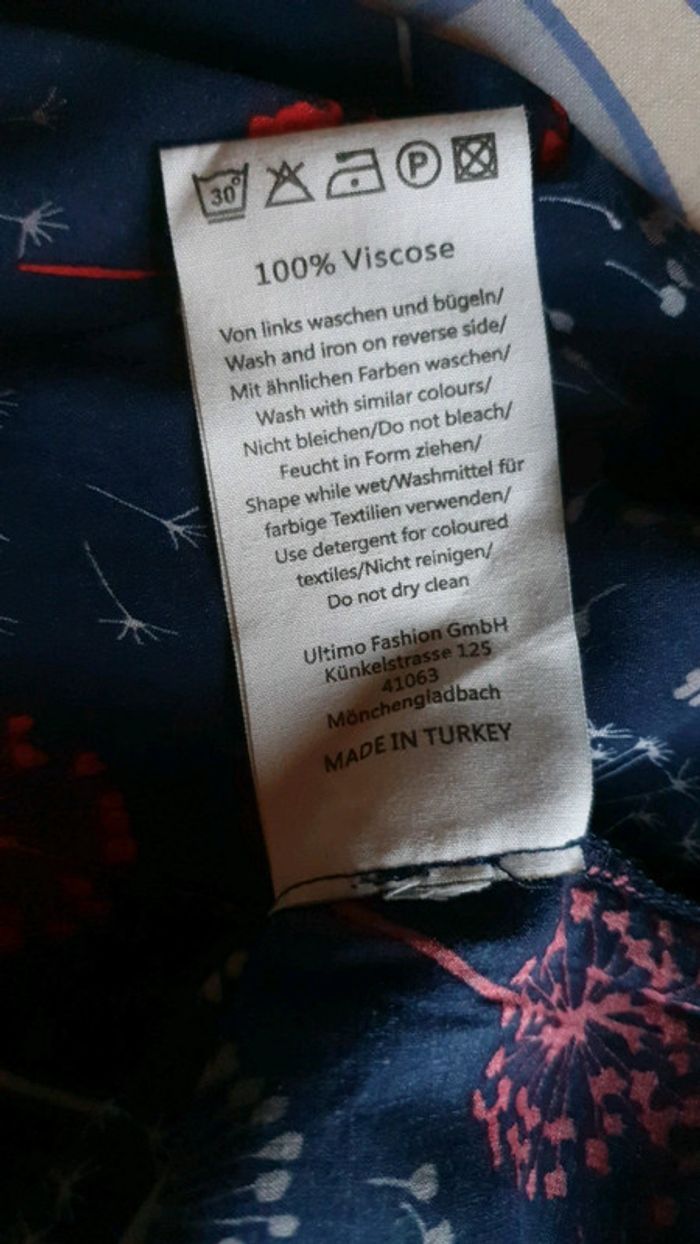 30°
P
100% Viscose
Von links waschen und bügeln/
Wash and iron on reverse side/
Mit ähnlichen Farben waschen/
Wash with similar colours/
Nicht bleichen/Do not bleach/
Feucht in Form ziehen/
Shape while wet/Washmittel für
farbige Textilien verwenden/
Use detergent for coloured
textiles/Nicht reinigen/
Do not dry clean
Ultimo Fashion GmbH
Künkelstrasse 125
41063
Mönchengladbach
MADE IN TURKEY